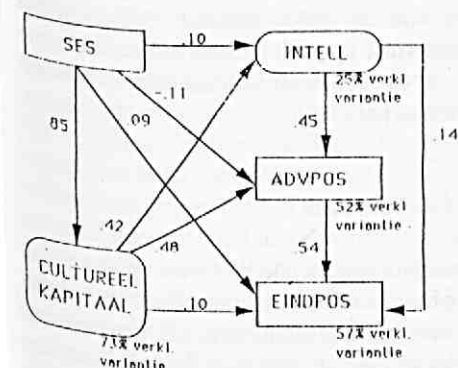 SES
.10
INTELL
25% verkl.
variantie
-.11
.85
.09
.45
.14
ADVPOS
52% verkl.
variantie
.42
.48
.54
CULTUREEL
KAPITAAL
.10
EINDPOS
73% verkl.
variantie
57% verkl.
variantie